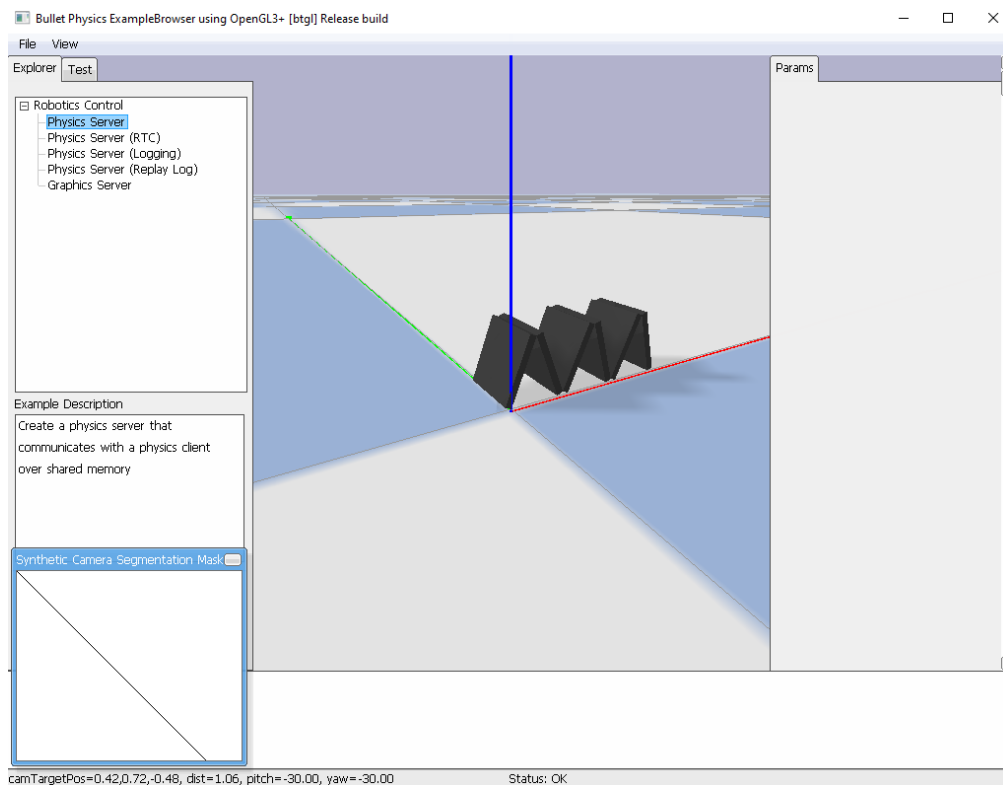 Bullet Physics ExampleBrowser using OpenGL3+ [btgl] Release build
File View
Explorer Test
Params
Robotics Control
Physics Server
Physics Server (RTC)
Physics Server (Logging)
Physics Server (Replay Log)
Graphics Server
Example Description
Create a physics server that
communicates with a physics client
over shared memory
Synthetic Camera Segmentation Mask
camTargetPos=0.42,0.72,-0.48, dist=1.06, pitch=-30.00, yaw=-30.00 Status: OK